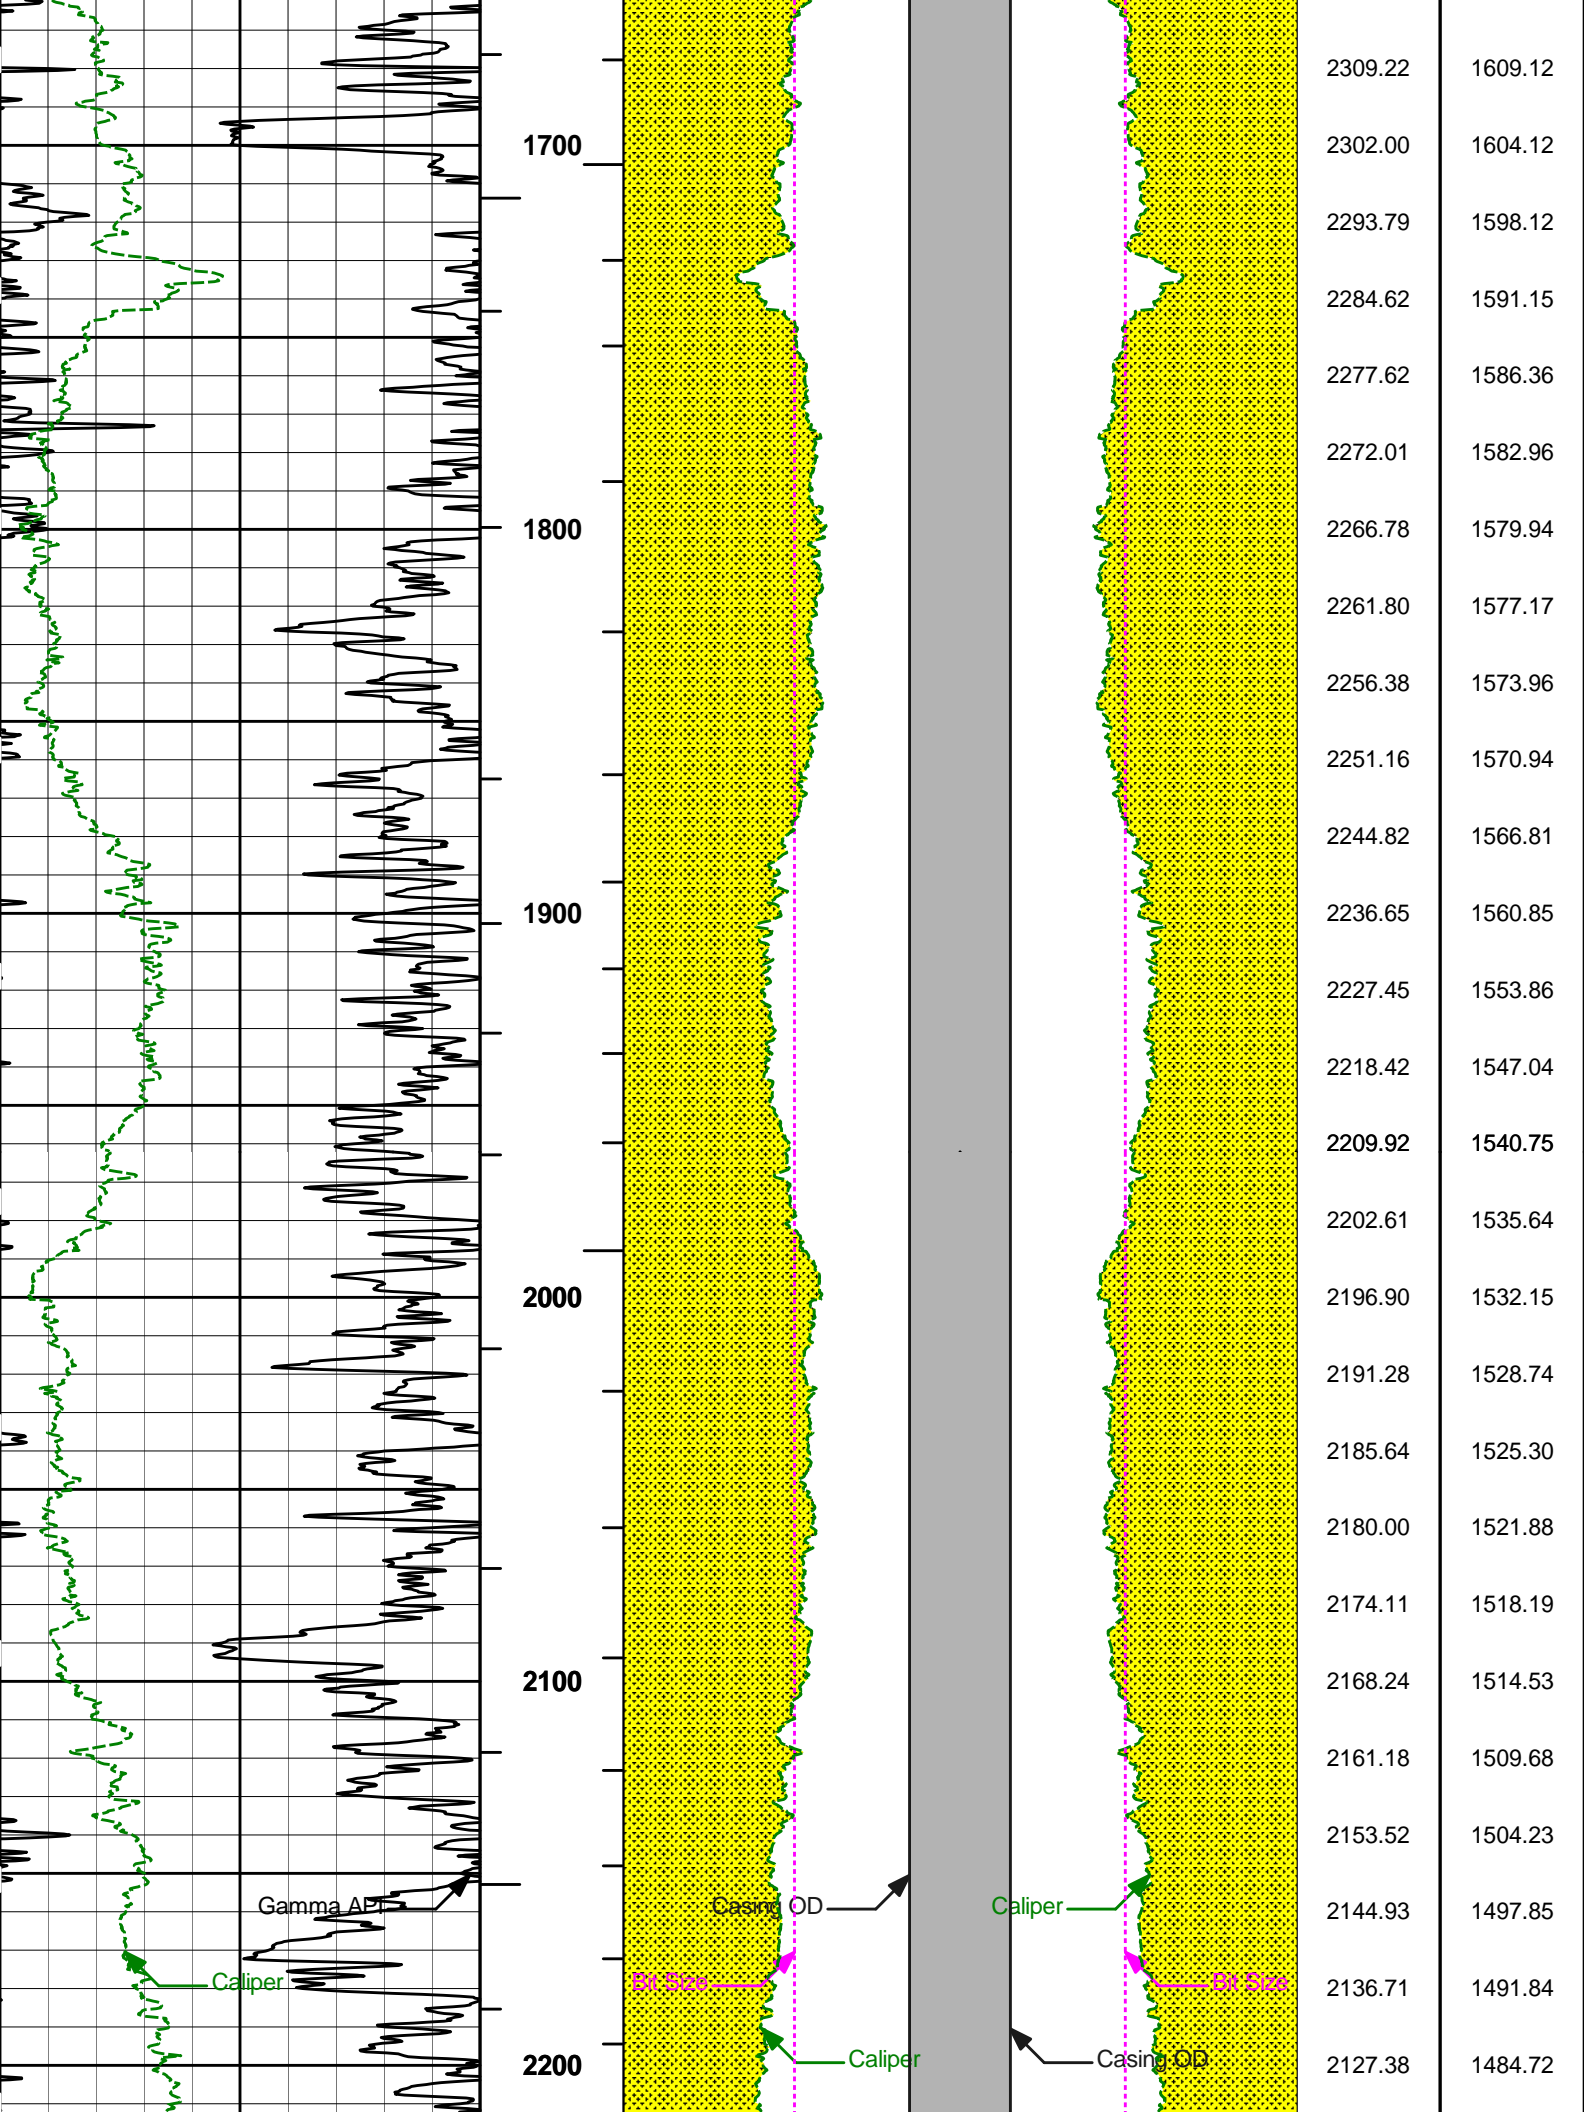 2309.22 1609.12
1700 2302.00 1604.12
2293.79 1598.12
2284.62 1591.15
2277.62 1586.36
2272.01 1582.96
1800 2266.78 1579.94
2261.80 1577.17
2256.38 1573.96
2251.16 1570.94
2244.82 1566.81
1900 2236.65 1560.85
2227.45 1553.86
2218.42 1547.04
2209.92 1540.75
2202.61 1535.64
2000 2196.90 1532.15
2191.28 1528.74
2185.64 1525.30
2180.00 1521.88
2174.11 1518.19
2100 2168.24 1514.53
2161.18 1509.68
2153.52 1504.23
Gamma API Casing OD Caliper 2144.93 1497.85
Caliper Bit Size Bit Size 2136.71 1491.84
2200 Caliper Casing OD 2127.38 1484.72